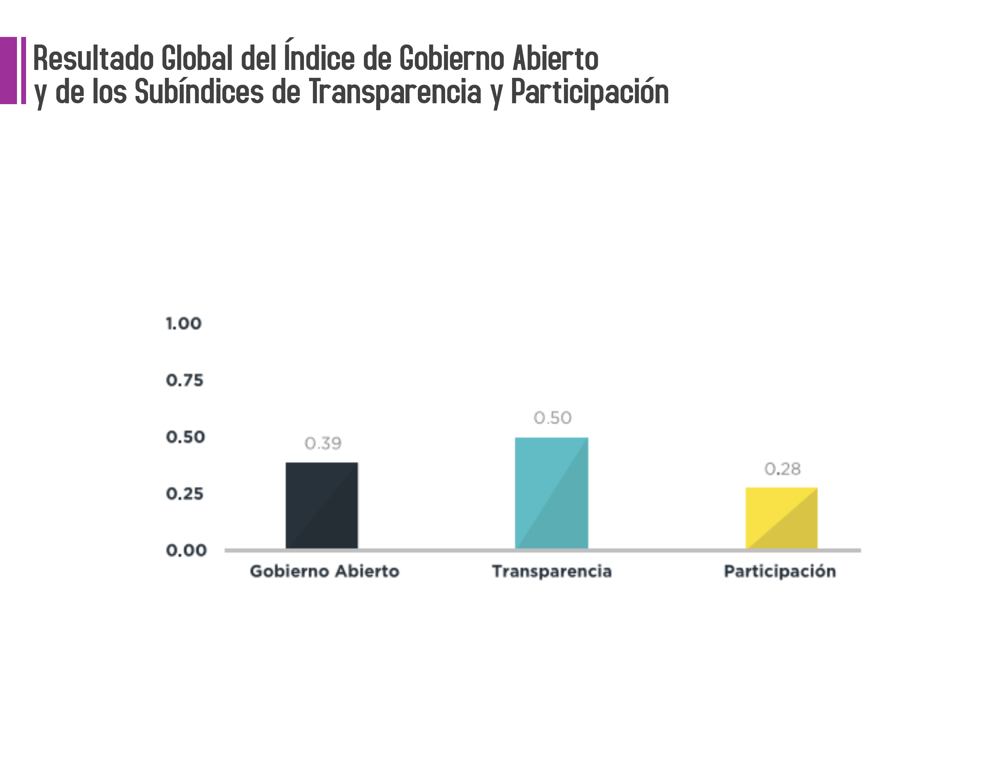 Resultado Global del Índice de Gobierno Abierto
y de los Subíndices de Transparencia y Participación
1.00
0.75
0.50
0.25
0.00
0.39
0.50
0.28
Gobierno Abierto
Transparencia
Participación